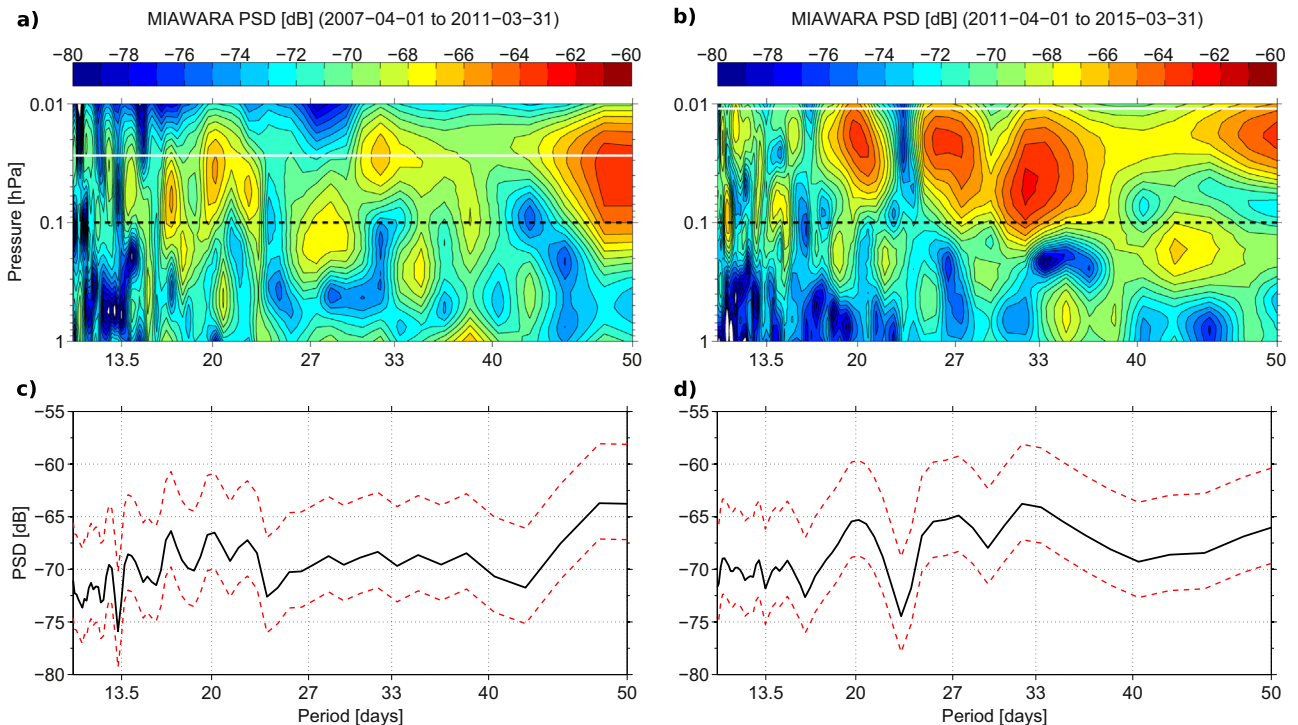 a) MIAWARA PSD [dB] (2007−04−01 to 2011−03−31)
−80 −78 −76 −74 −72 −70 −68 −66 −64 −62 −60
0.01
0.1
1
Pressure [hPa]
13.5 20 27 33 40 50
b) MIAWARA PSD [dB] (2011−04−01 to 2015−03−31)
−80 −78 −76 −74 −72 −70 −68 −66 −64 −62 −60
0.01
0.1
1
13.5 20 27 33 40 50
c)
−55
−60
−65
−70
−75
−80
PSD [dB]
13.5 20 27 33 40 50
Period [days]
d)
−55
−60
−65
−70
−75
−80
13.5 20 27 33 40 50
Period [days]